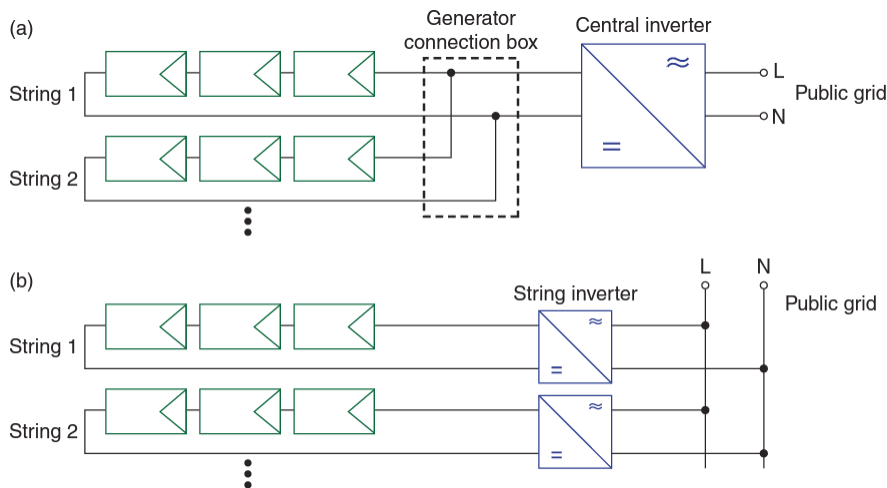 (a)
Generator
connection box
Central inverter
String 1
L
Public grid
N
String 2
(b)
String inverter
L
N
Public grid
String 1
String 2